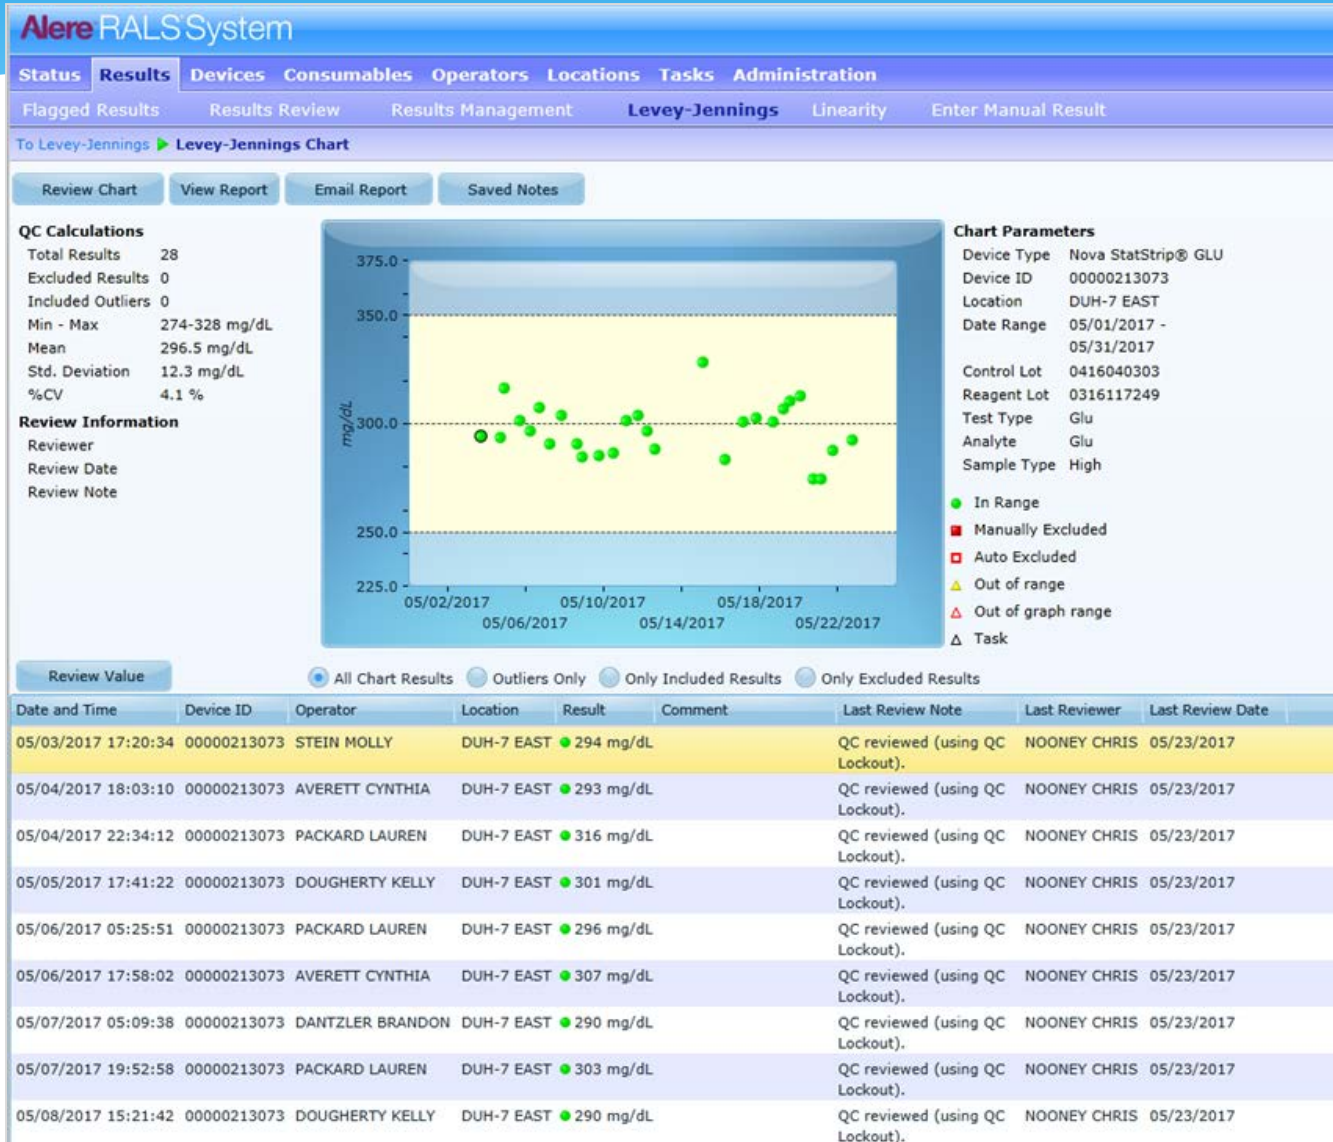 Alere RALS® System
Status Results Devices Consumables Operators Locations Tasks Administration
Flagged Results Results Review Results Management Levey-Jennings Linearity Enter Manual Result
To Levey-Jennings Levey-Jennings Chart
Review Chart View Report Email Report Saved Notes
QC Calculations
Total Results 28
Excluded Results 0
Included Outliers 0
Min - Max 274-328 mg/dL
Mean 296.5 mg/dL
Std. Deviation 12.3 mg/dL
%CV 4.1 %
Review Information
Reviewer
Review Date
Review Note
375.0
350.0
300.0
250.0
225.0
mg/dL
05/02/2017 05/10/2017 05/18/2017
05/06/2017 05/14/2017 05/22/2017
Chart Parameters
Device Type Nova StatStrip® GLU
Device ID 00000213073
Location DUH-7 EAST
Date Range 05/01/2017 -
05/31/2017
Control Lot 0416040303
Reagent Lot 0316117249
Test Type Glu
Analyte Glu
Sample Type High
In Range
Manually Excluded
Auto Excluded
Out of range
Out of graph range
Task
Review Value All Chart Results Outliers Only Only Included Results Only Excluded Results
Date and Time Device ID Operator Location Result Comment Last Review Note Last Reviewer Last Review Date
05/03/2017 17:20:34 00000213073 STEIN MOLLY DUH-7 EAST 294 mg/dL QC reviewed (using QC NOONEY CHRIS 05/23/2017
Lockout).
05/04/2017 18:03:10 00000213073 AVERETT CYNTHIA DUH-7 EAST 293 mg/dL QC reviewed (using QC NOONEY CHRIS 05/23/2017
Lockout).
05/04/2017 22:34:12 00000213073 PACKARD LAUREN DUH-7 EAST 316 mg/dL QC reviewed (using QC NOONEY CHRIS 05/23/2017
Lockout).
05/05/2017 17:41:22 00000213073 DOUGHERTY KELLY DUH-7 EAST 301 mg/dL QC reviewed (using QC NOONEY CHRIS 05/23/2017
Lockout).
05/06/2017 05:25:51 00000213073 PACKARD LAUREN DUH-7 EAST 296 mg/dL QC reviewed (using QC NOONEY CHRIS 05/23/2017
Lockout).
05/06/2017 17:58:02 00000213073 AVERETT CYNTHIA DUH-7 EAST 307 mg/dL QC reviewed (using QC NOONEY CHRIS 05/23/2017
Lockout).
05/07/2017 05:09:38 00000213073 DANTZLER BRANDON DUH-7 EAST 290 mg/dL QC reviewed (using QC NOONEY CHRIS 05/23/2017
Lockout).
05/07/2017 19:52:58 00000213073 PACKARD LAUREN DUH-7 EAST 303 mg/dL QC reviewed (using QC NOONEY CHRIS 05/23/2017
Lockout).
05/08/2017 15:21:42 00000213073 DOUGHERTY KELLY DUH-7 EAST 290 mg/dL QC reviewed (using QC NOONEY CHRIS 05/23/2017
Lockout).